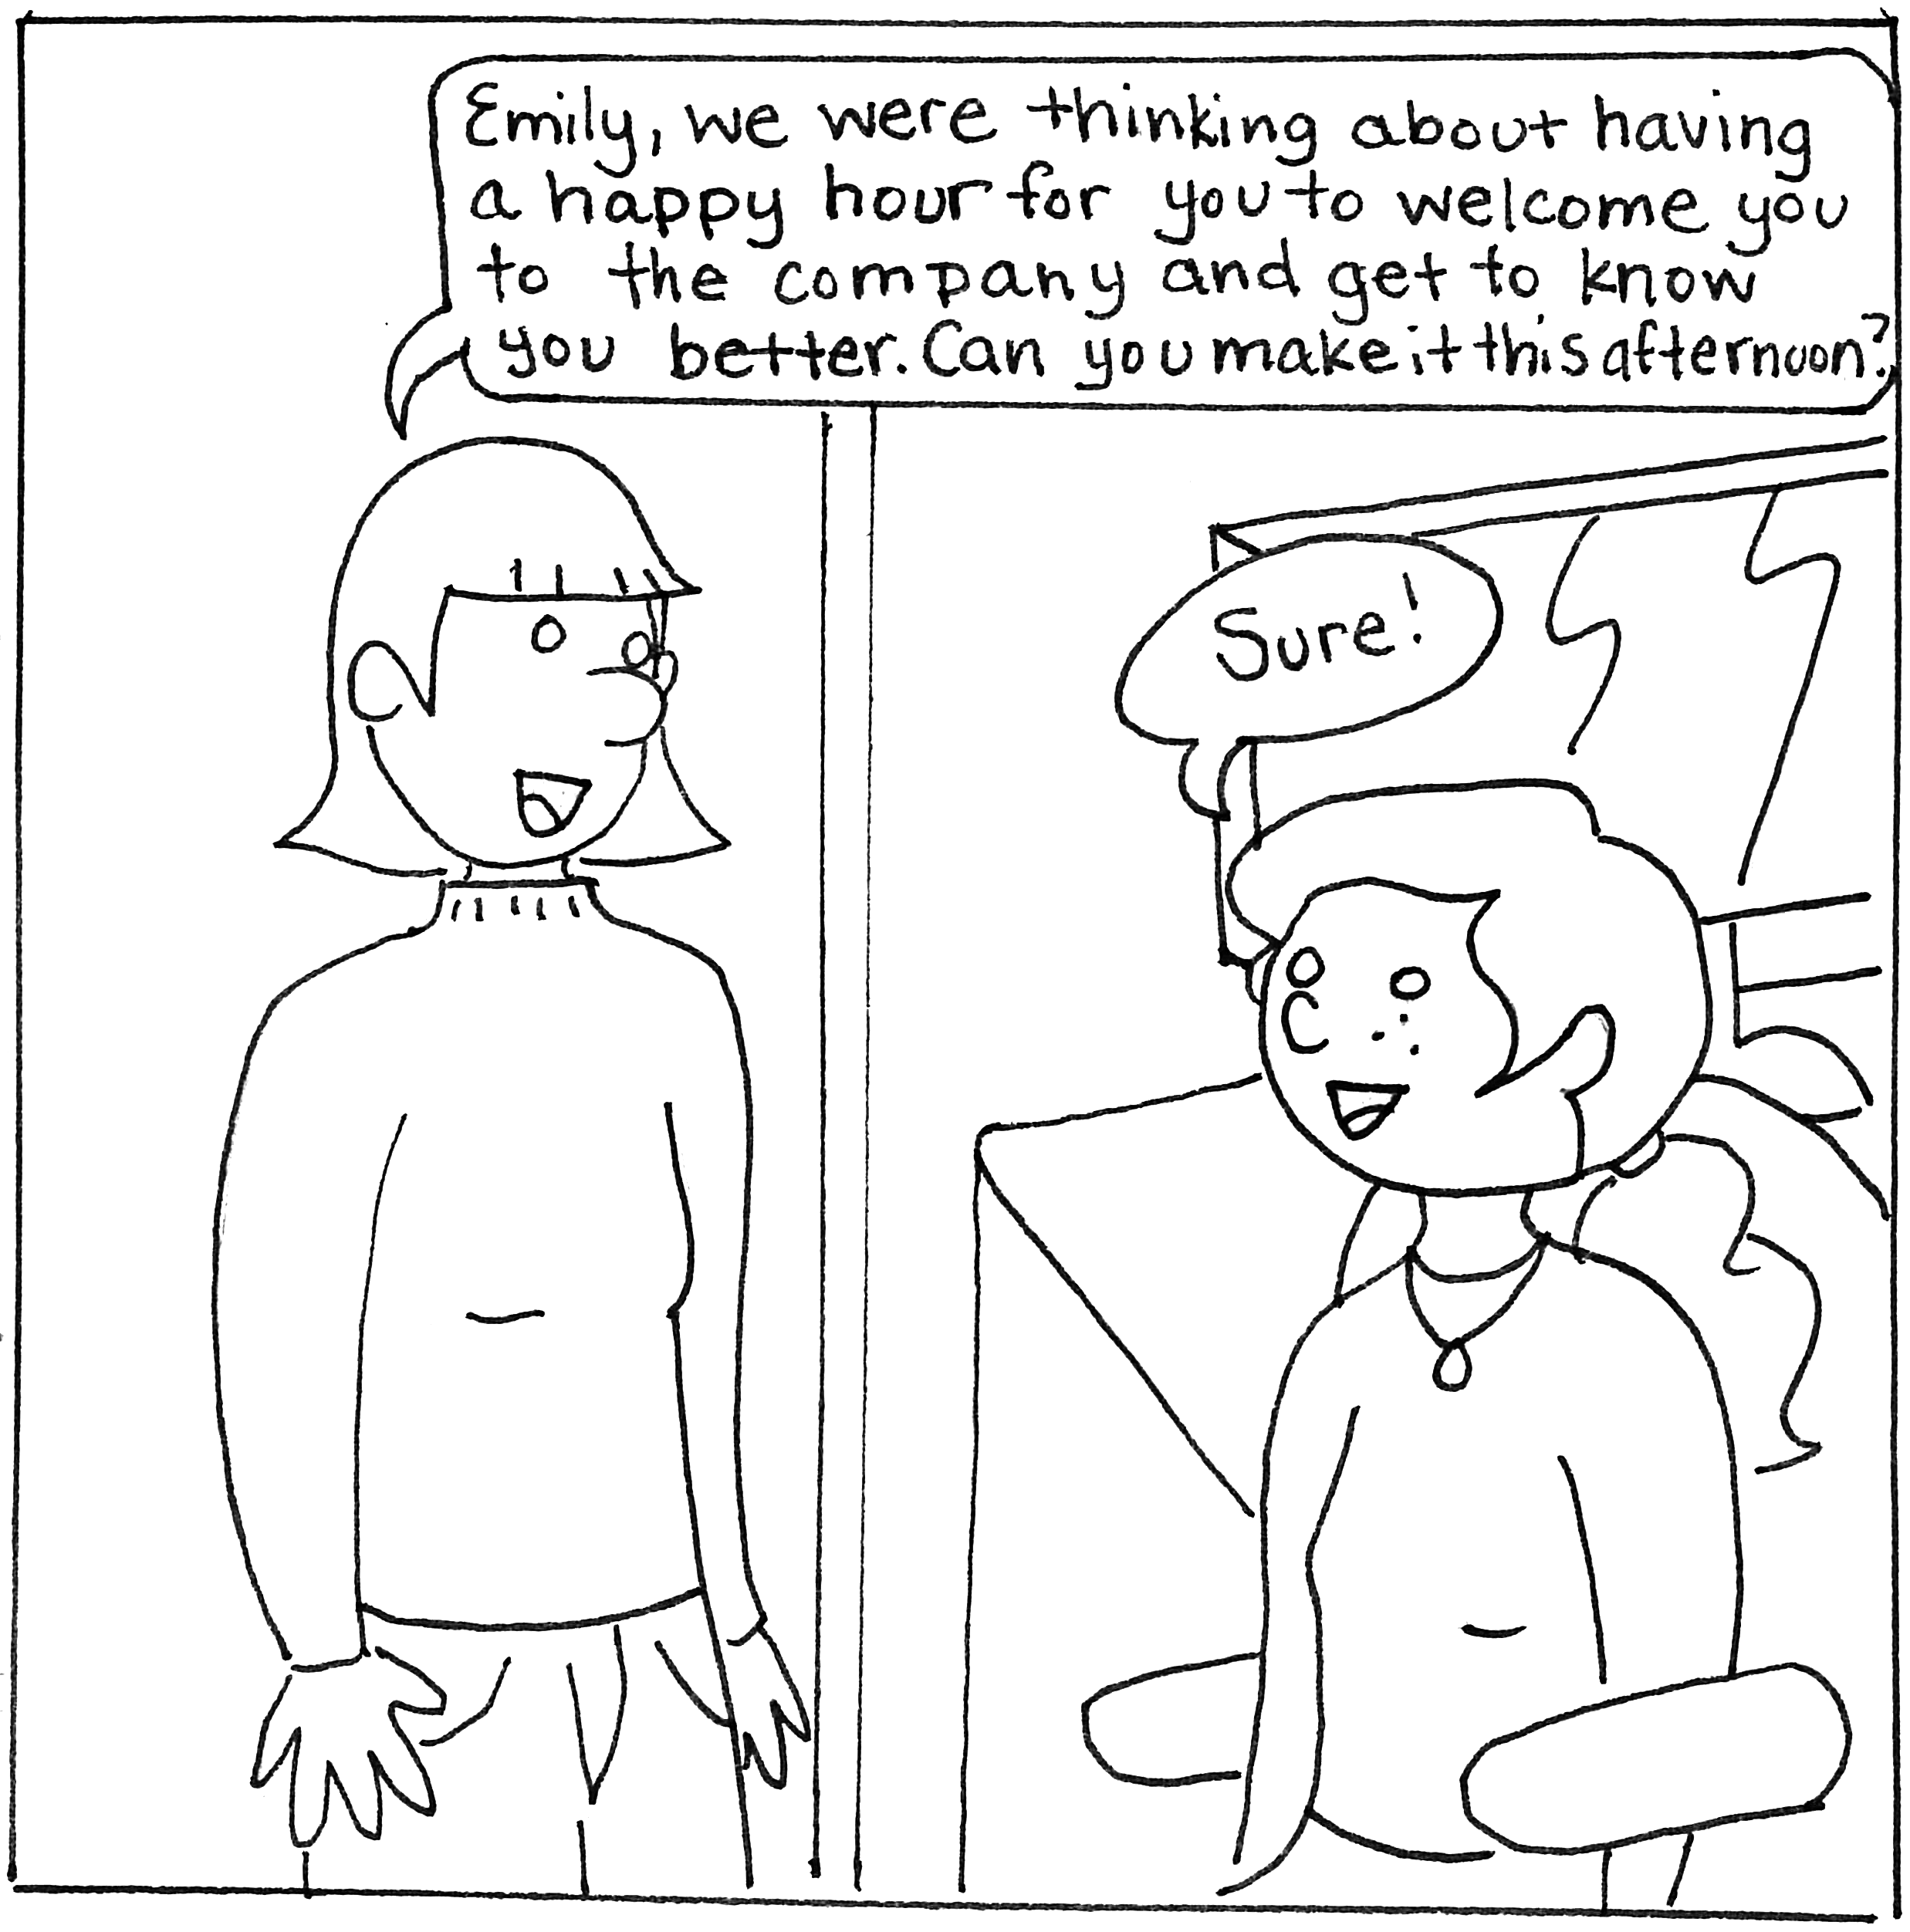 Emily, we were thinking about having
a happy hour for you to welcome you
to the company and get to know
you better. Can you make it this afternoon?
Sure!